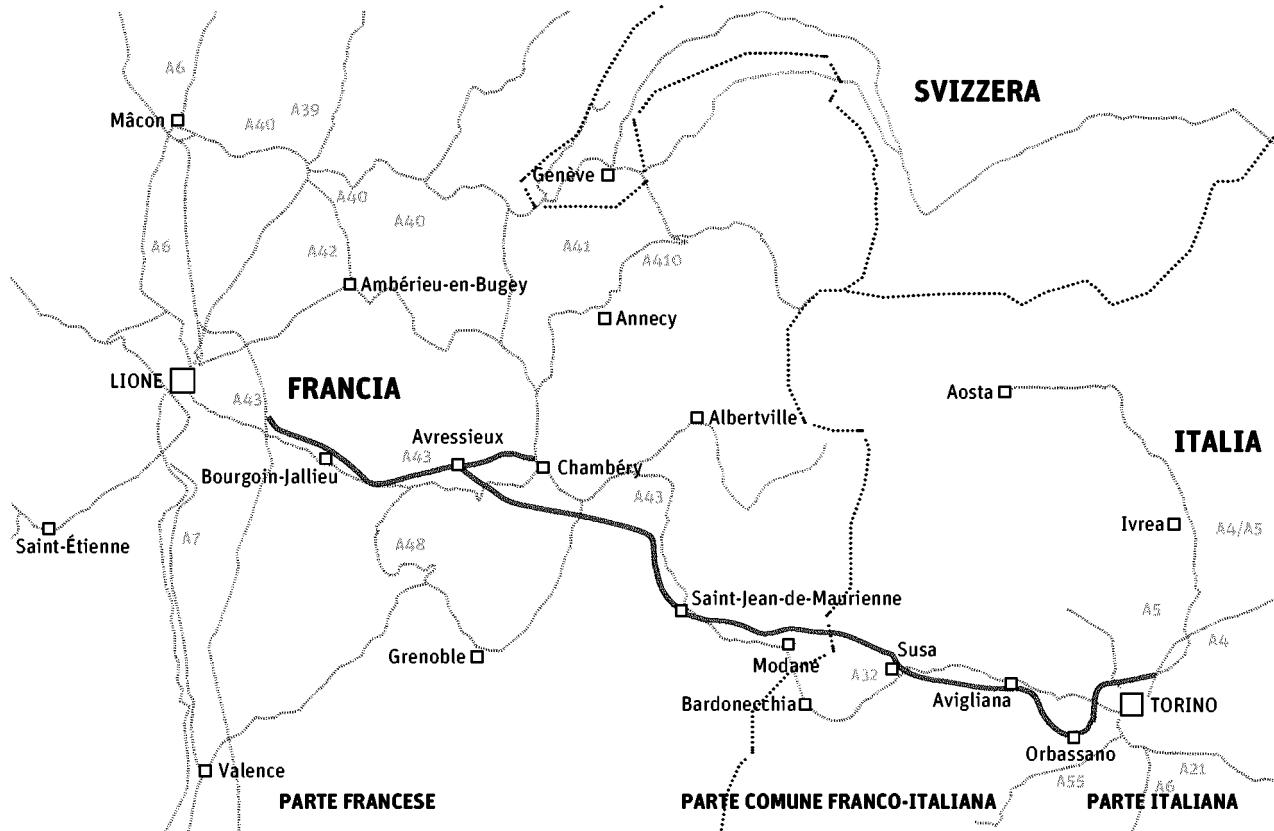 A6
SVIZZERA
Mâcon
A40
A39
Genève
A40
A40
A6
A42
A41
A410
Ambérieu-en-Bugey
Annecy
LIONE
FRANCIA
A43
Aosta
Albertville
Avressieux
A43
ITALIA
Bourgoin-Jallieu
Chambéry
A43
Ivrea
A4/A5
Saint-Étienne
A7
A48
Saint-Jean-de-Maurienne
A5
A4
Grenoble
Modane
Susa
A32
Bardonecchia
Avigliana
TORINO
Orbassano
Valence
A55
A6
A21
PARTE FRANCESE
PARTE COMUNE FRANCO-ITALIANA
PARTE ITALIANA